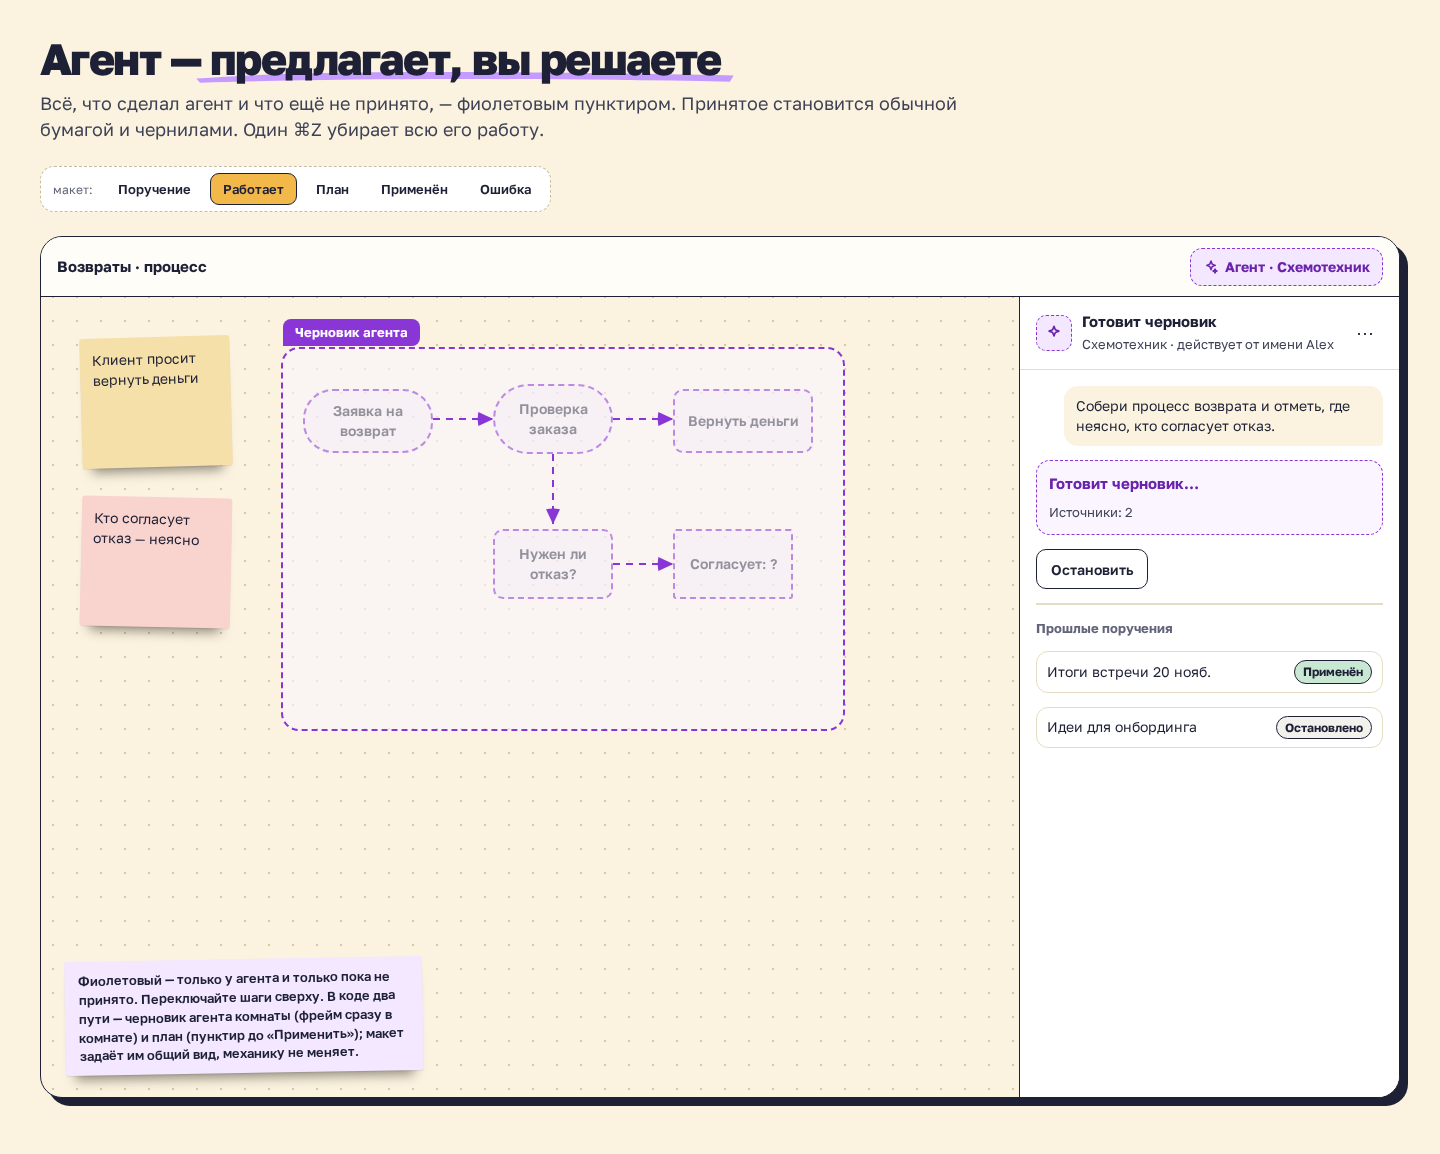 Агент — предлагает, вы решаете
Всё, что сделал агент и что ещё не принято, — фиолетовым пунктиром. Принятое становится обычной
бумагой и чернилами. Один ⌘Z убирает всю его работу.
макет: Поручение Работает План Применён Ошибка
Возвраты · процесс
Агент · Схемотехник
Клиент просит
вернуть деньги
Кто согласует
отказ — неясно
Черновик агента
Заявка на
возврат
Проверка
заказа
Вернуть деньги
Нужен ли
отказ?
Согласует: ?
Фиолетовый — только у агента и только пока не
принято. Переключайте шаги сверху. В коде два
пути — черновик агента комнаты (фрейм сразу в
комнате) и план (пунктир до «Применить»); макет
задаёт им общий вид, механику не меняет.
Готовит черновик
Схемотехник · действует от имени Alex
...
Собери процесс возврата и отметь, где
неясно, кто согласует отказ.
Готовит черновик...
Источники: 2
Остановить
Прошлые поручения
Итоги встречи 20 нояб. Применён
Идеи для онбординга Остановлено